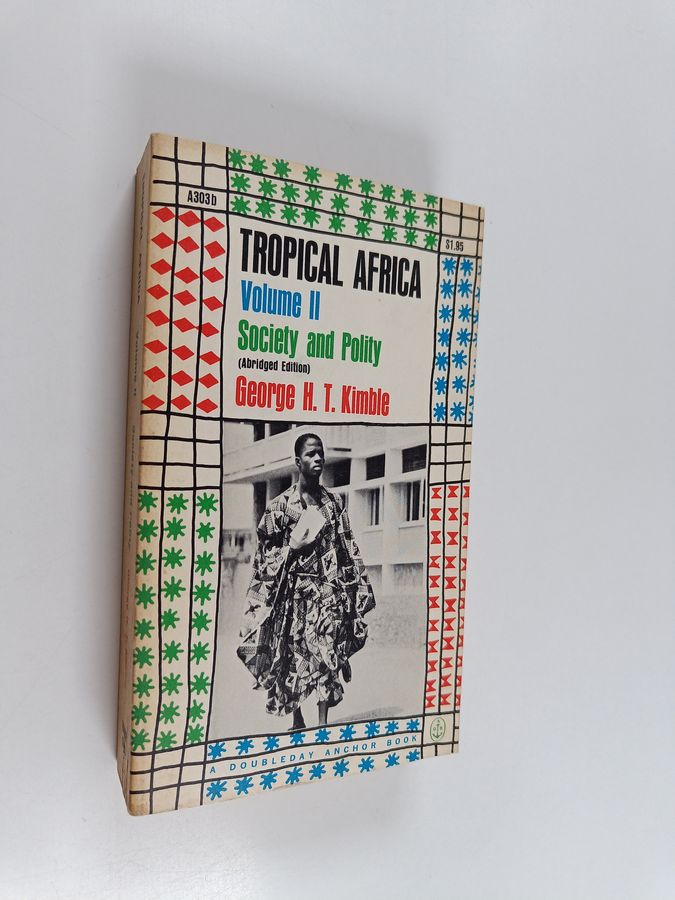 A303b
$1.95
TROPICAL AFRICA
Volume II
Society and Polity
(Abridged Edition)
George H. T. Kimble
A DOUBLEDAY ANCHOR BOOK